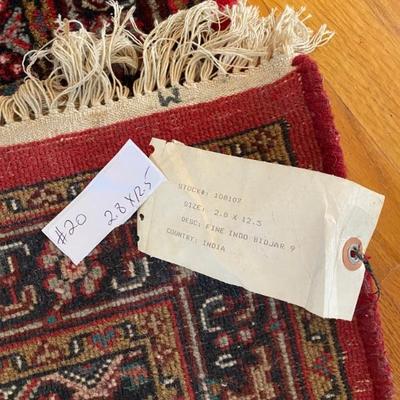 #20
2.8 X 12.5
STOCK#: 108107
SIZE: 2.8 X 12.5
DESC: FINE INDO BIDJAR 9
COUNTRY: INDIA